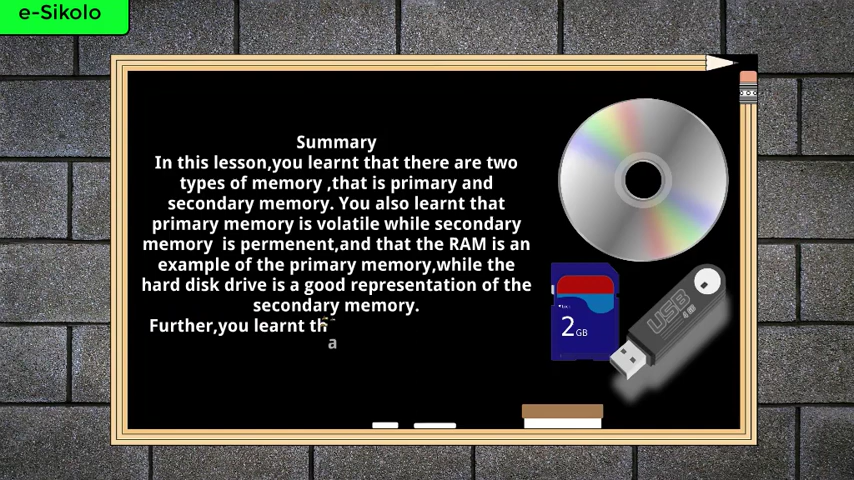 e-Sikolo
Summary
In this lesson,you learnt that there are two
types of memory ,that is primary and
secondary memory. You also learnt that
primary memory is volatile while secondary
memory  is permenent,and that the RAM is an
example of the primary memory,while the
hard disk drive is a good representation of the
secondary memory.
Further,you learnt th
a
2 GB
USB